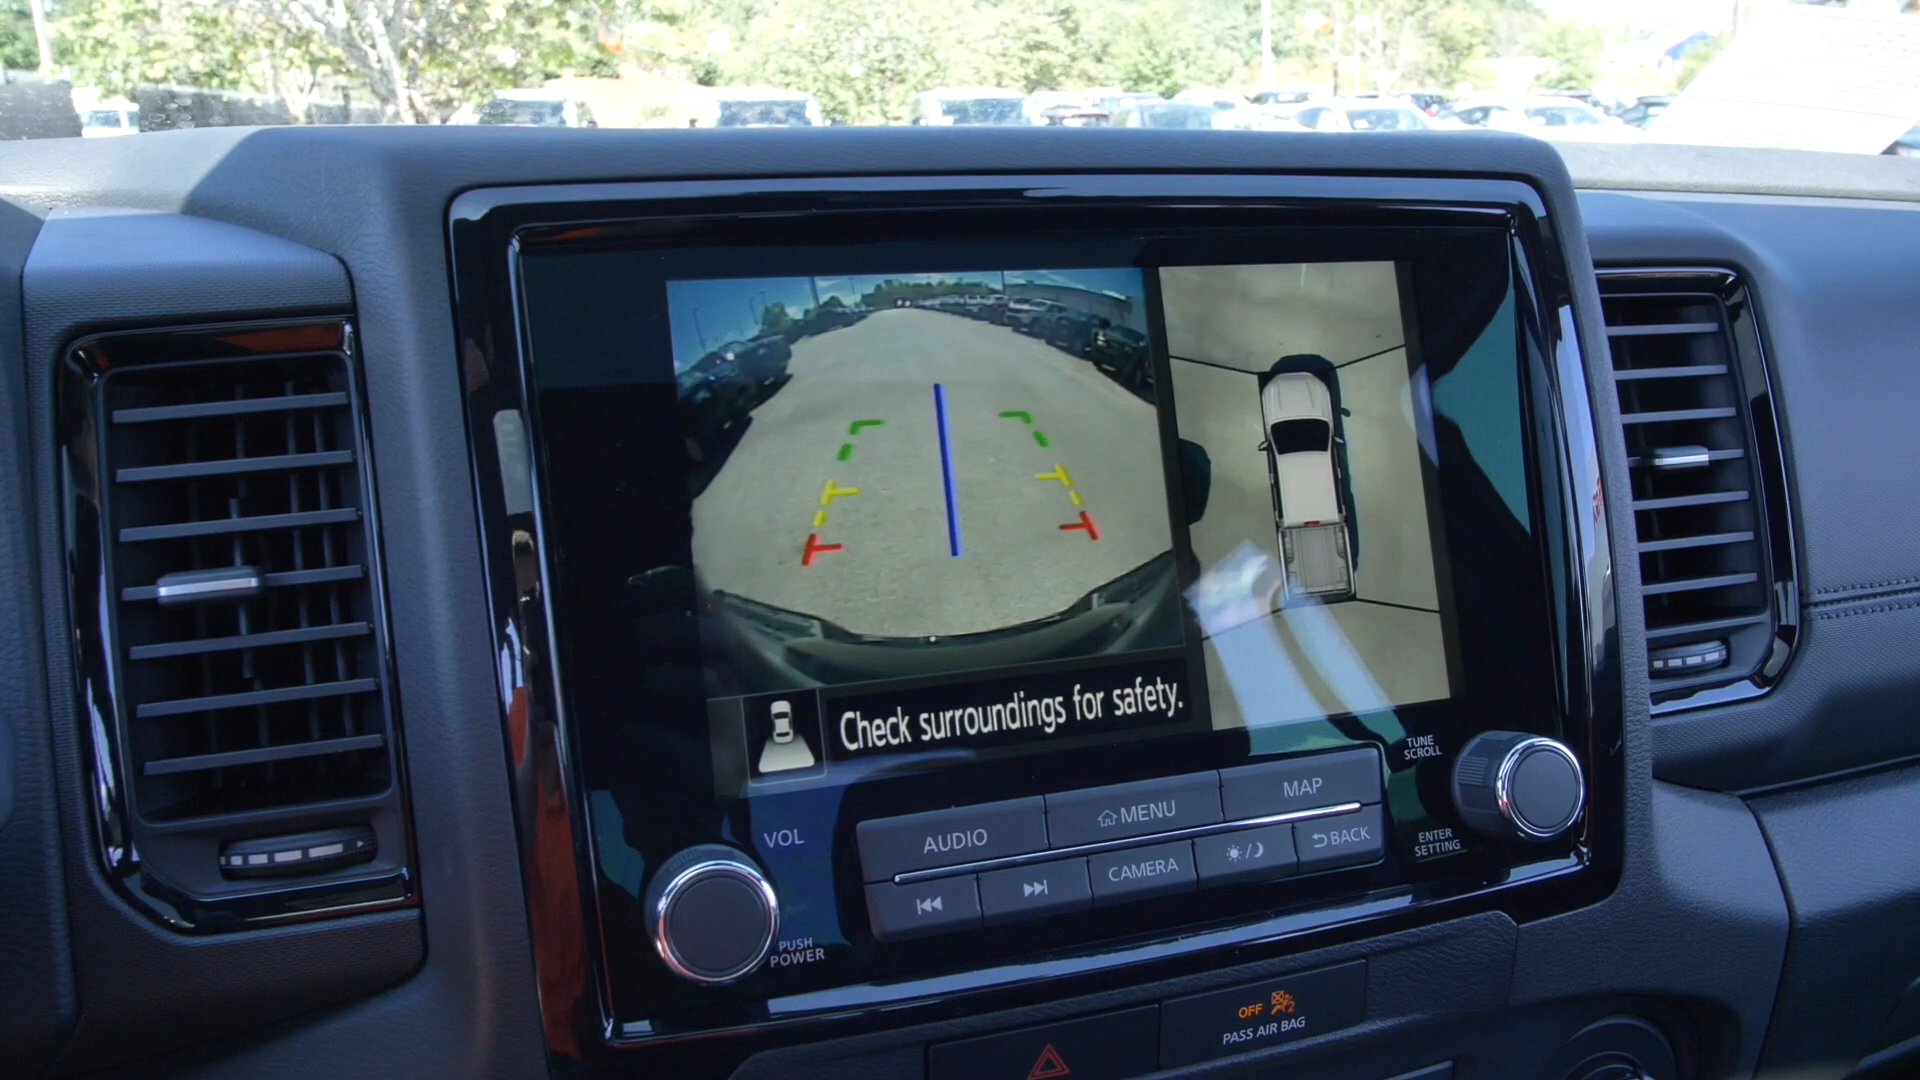 Check surroundings for safety.
TUNE
SCROLL
VOL
AUDIO
MENU
MAP
ENTER
SETTING
CAMERA
BACK
PUSH
POWER
OFF 2
PASS AIR BAG